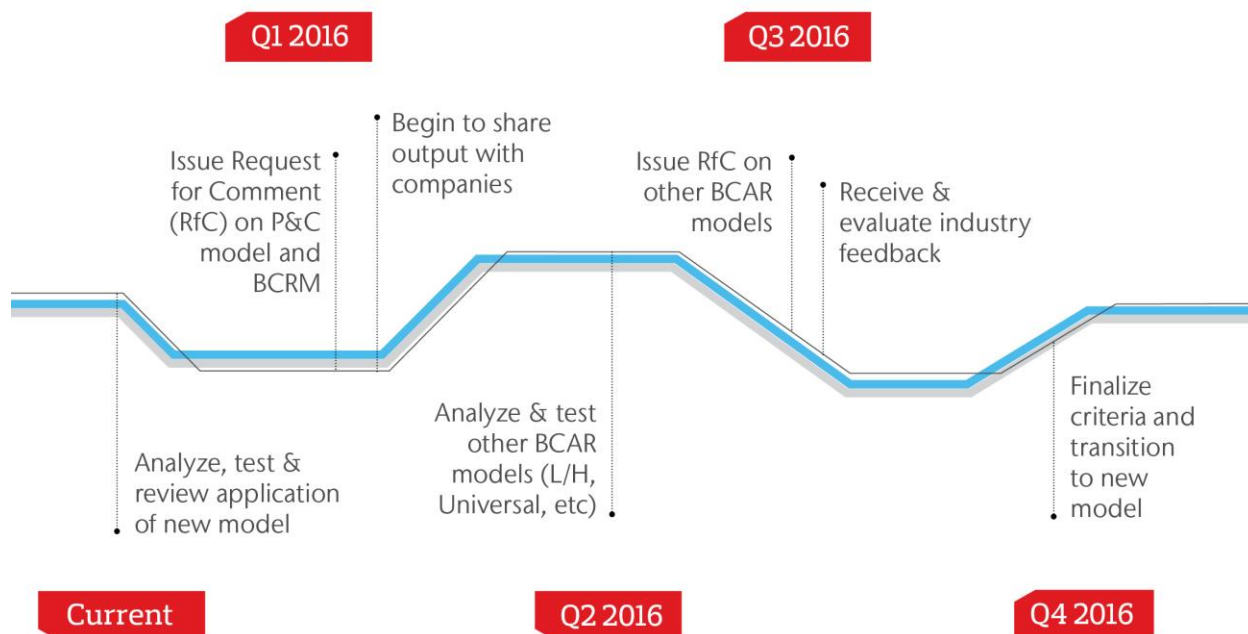 Q1 2016
Q3 2016
Issue Request
for Comment
(RfC) on P&C
model and
BCRM
Begin to share
output with
companies
Issue RfC on
other BCAR
models
Receive &
evaluate industry
feedback
Analyze, test &
review application
of new model
Analyze & test
other BCAR
models (L/H,
Universal, etc)
Finalize
criteria and
transition
to new
model
Current
Q2 2016
Q4 2016